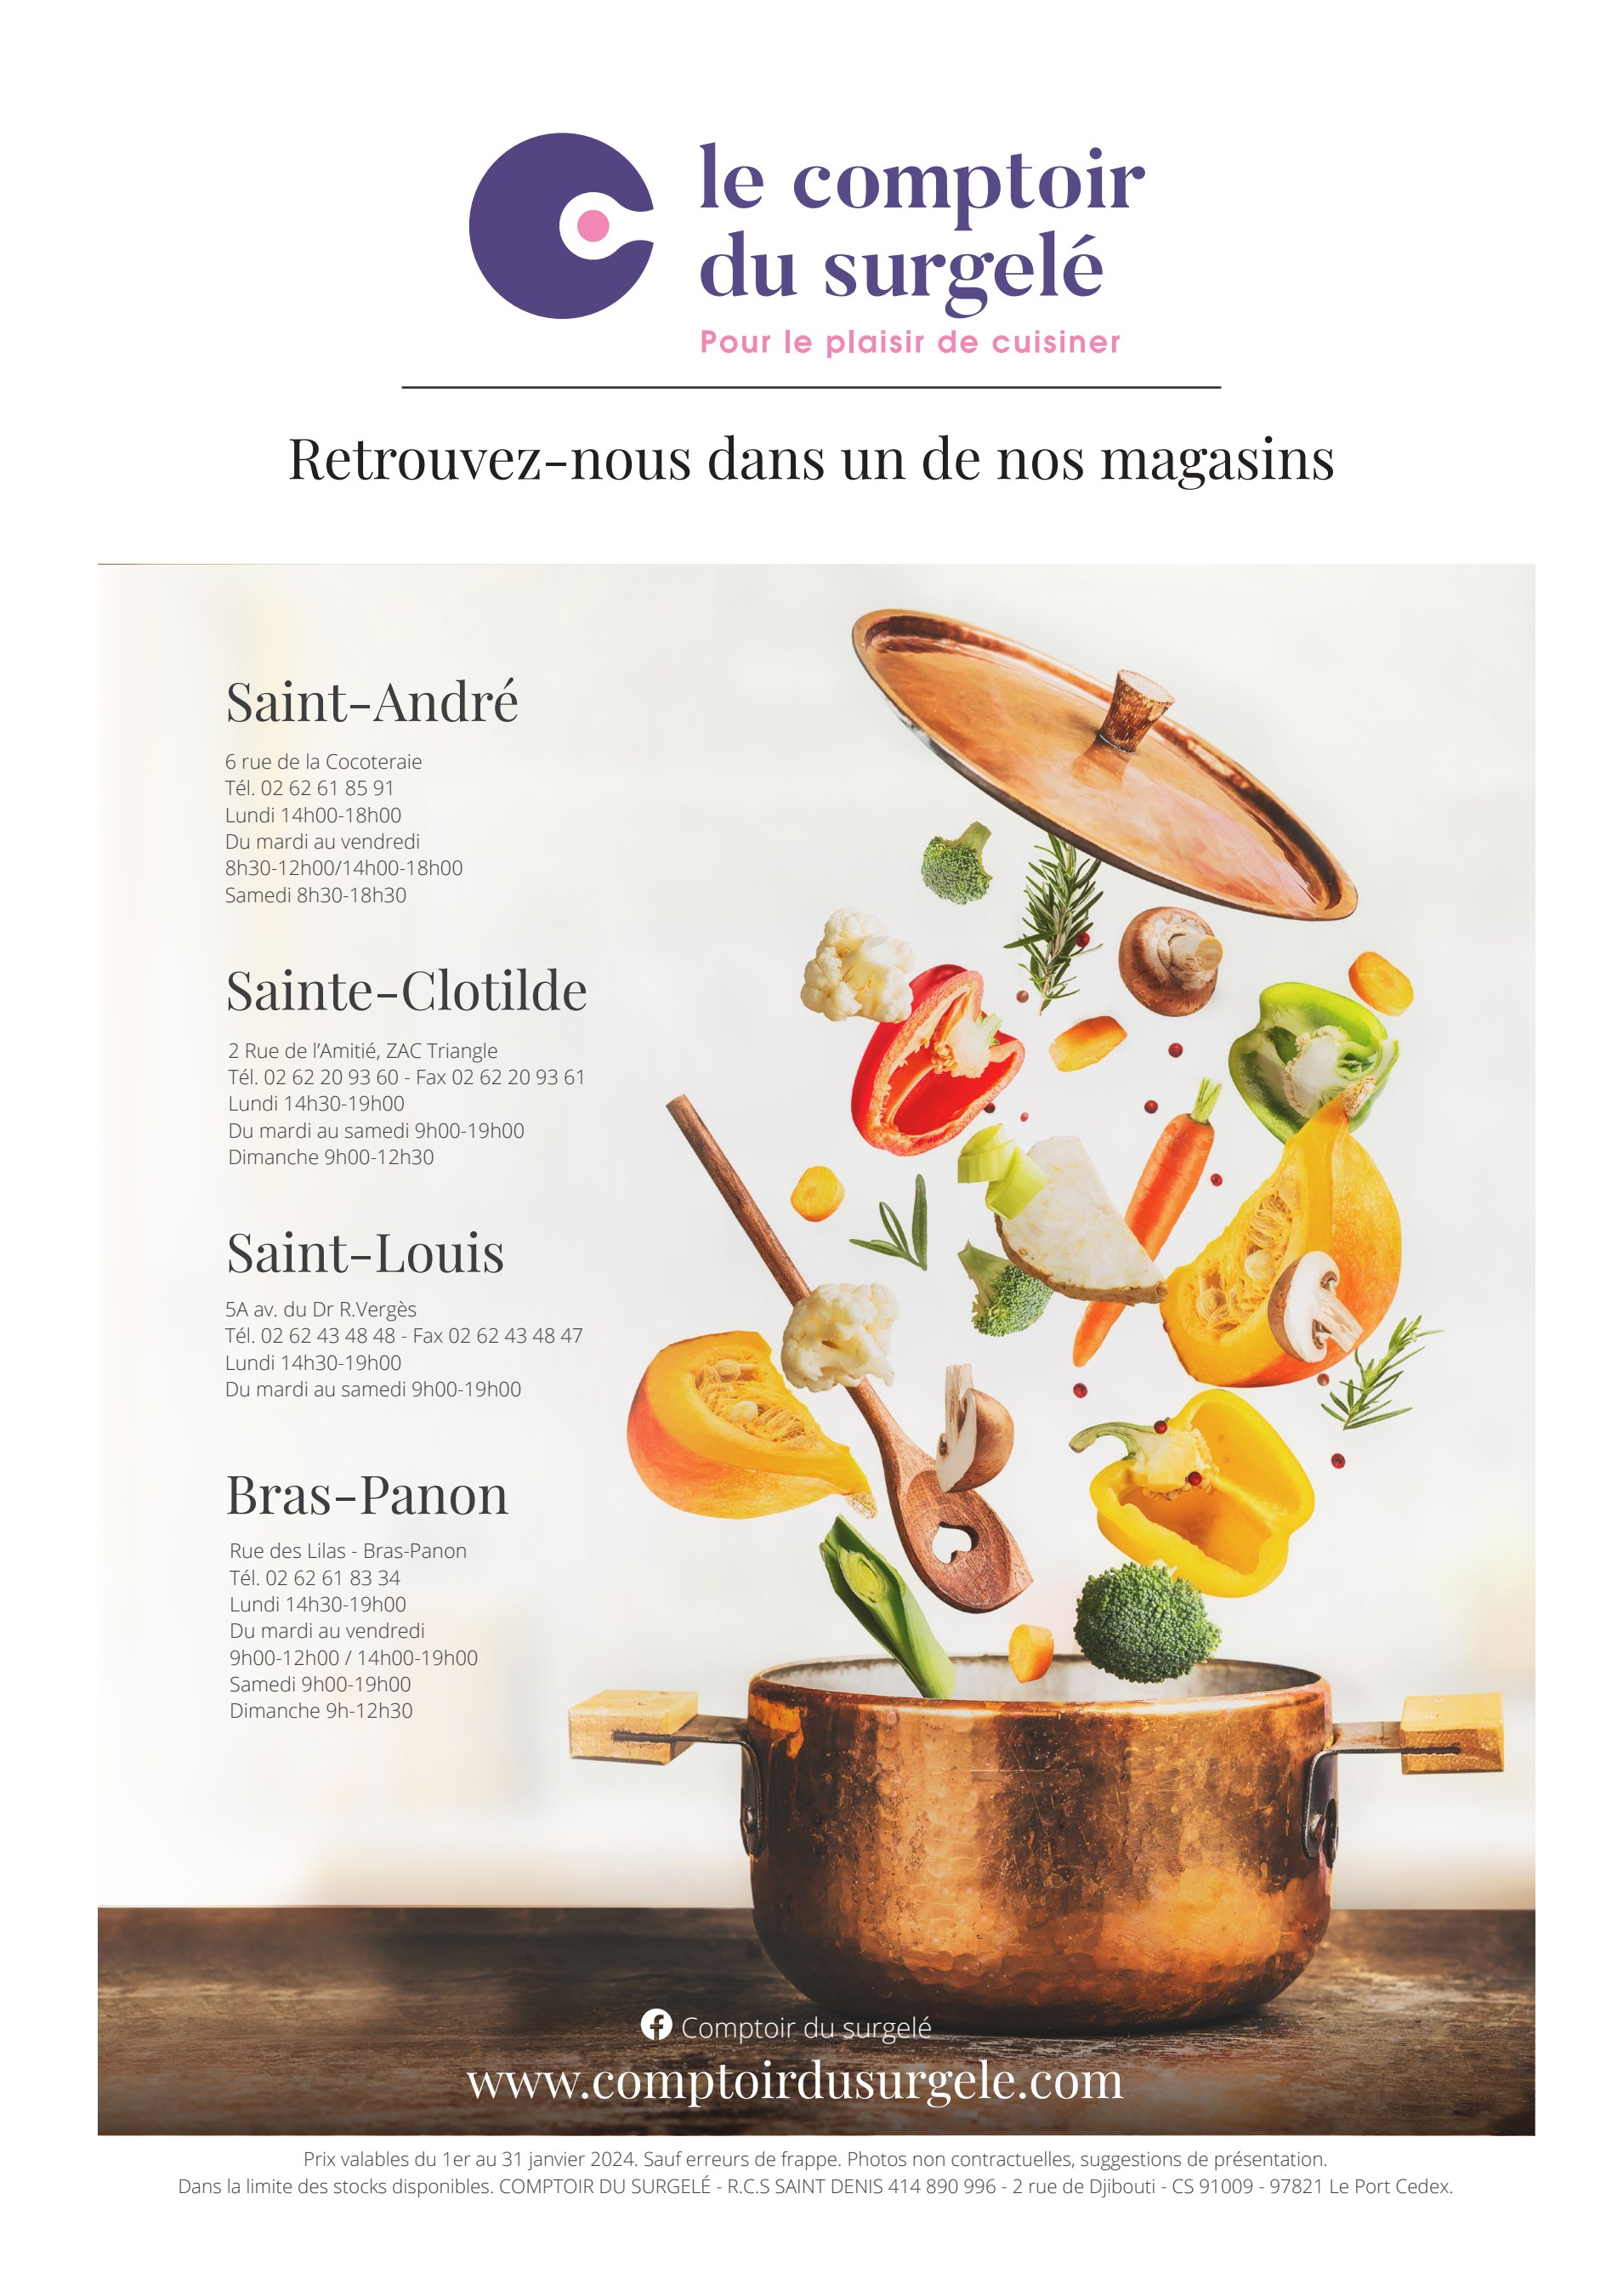 le comptoir
du surgelé
Pour le plaisir de cuisiner
Retrouvez-nous dans un de nos magasins
Saint-André
6 rue de la Cocoteraie
Tél. 02 62 61 85 91
Lundi 14h00-18h00
Du mardi au vendredi
8h30-12h00/14h00-18h00
Samedi 8h30-18h30
Sainte-Clotilde
2 Rue de l’Amitié, ZAC Triangle
Tél. 02 62 20 93 60 - Fax 02 62 20 93 61
Lundi 14h30-19h00
Du mardi au samedi 9h00-19h00
Dimanche 9h00-12h30
Saint-Louis
5A av. du Dr R.Vergès
Tél. 02 62 43 48 48 - Fax 02 62 43 48 47
Lundi 14h30-19h00
Du mardi au samedi 9h00-19h00
Bras-Panon
Rue des Lilas - Bras-Panon
Tél. 02 62 61 83 34
Lundi 14h30-19h00
Du mardi au vendredi
9h00-12h00 / 14h00-19h00
Samedi 9h00-19h00
Dimanche 9h-12h30
Comptoir du surgelé
www.comptoirdusurgele.com
Prix valables du 1er au 31 janvier 2024. Sauf erreurs de frappe. Photos non contractuelles, suggestions de présentation.
Dans la limite des stocks disponibles. COMPTOIR DU SURGELÉ - R.C.S SAINT DENIS 414 890 996 - 2 rue de Djibouti - CS 91009 - 97821 Le Port Cedex.